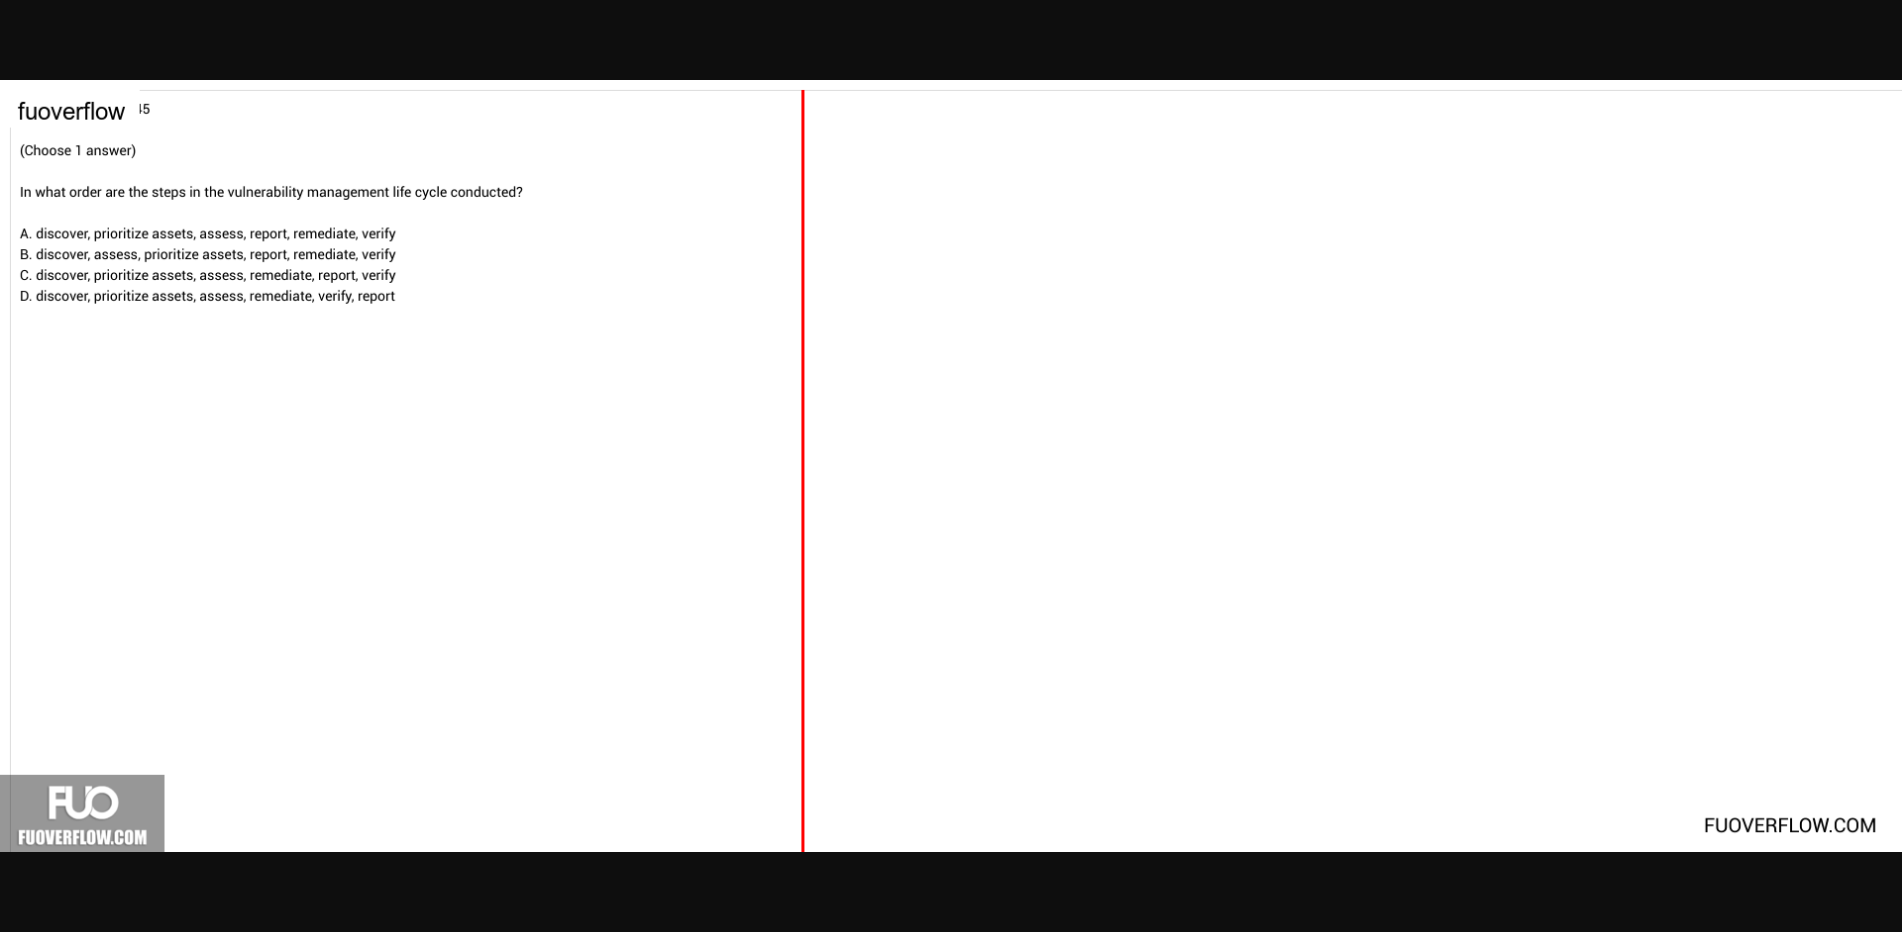 fuoverflow 45
(Choose 1 answer)
In what order are the steps in the vulnerability management life cycle conducted?
A. discover, prioritize assets, assess, report, remediate, verify
B. discover, assess, prioritize assets, report, remediate, verify
C. discover, prioritize assets, assess, remediate, report, verify
D. discover, prioritize assets, assess, remediate, verify, report
FUO
FUOVERFLOW.COM
FUOVERFLOW.COM